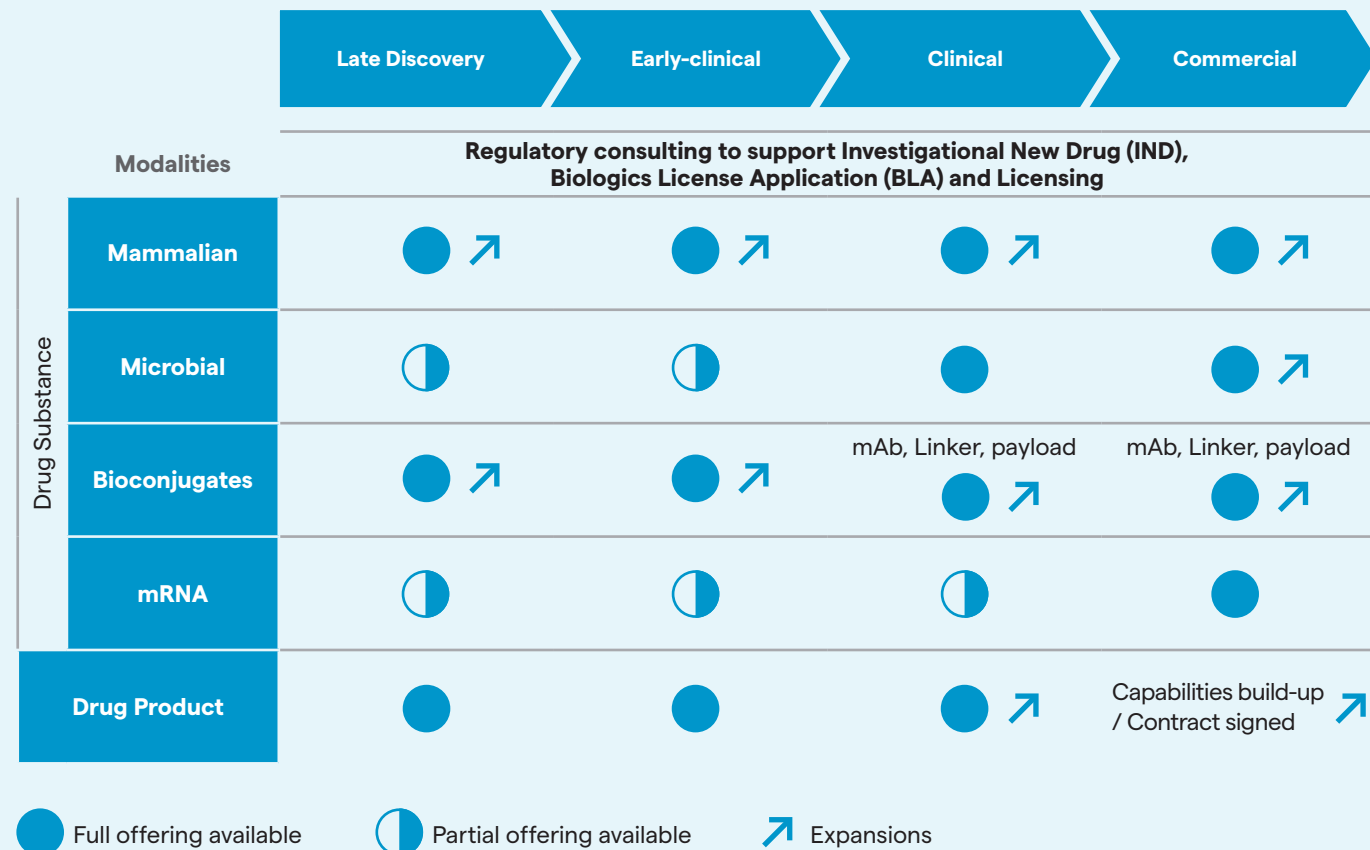 Late Discovery
Early-clinical
Clinical
Commercial
Modalities
Regulatory consulting to support Investigational New Drug (IND),
Biologics License Application (BLA) and Licensing
Drug Substance
Mammalian
Microbial
Bioconjugates
mAb, Linker, payload
mAb, Linker, payload
mRNA
Drug Product
Capabilities build-up
/ Contract signed
Full offering available
Partial offering available
Expansions